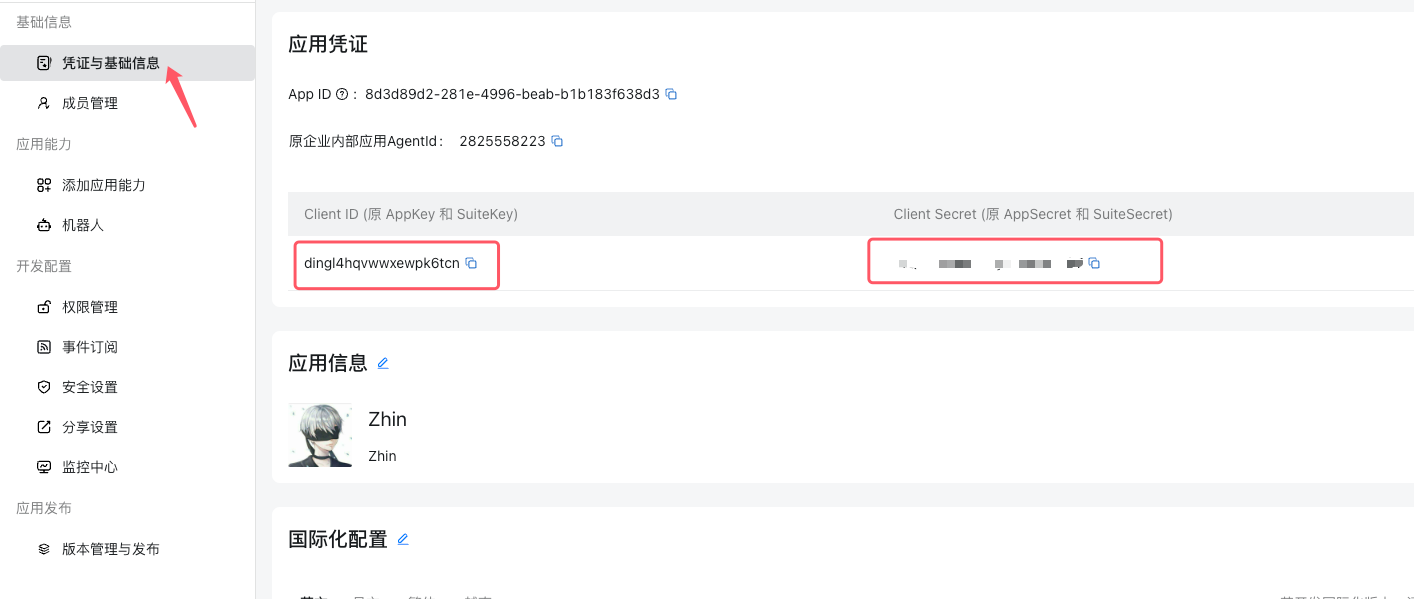 基础信息
凭证与基础信息
成员管理
应用能力
添加应用能力
机器人
开发配置
权限管理
事件订阅
安全设置
分享设置
监控中心
应用发布
版本管理与发布
应用凭证
App ID ? : 8d3d89d2-281e-4996-beab-b1b183f638d3
原企业内部应用AgentId: 2825558223
Client ID (原 AppKey 和 SuiteKey)
Client Secret (原 AppSecret 和 SuiteSecret)
dingl4hqvwwxewpk6tcn
应用信息
Zhin
Zhin
国际化配置